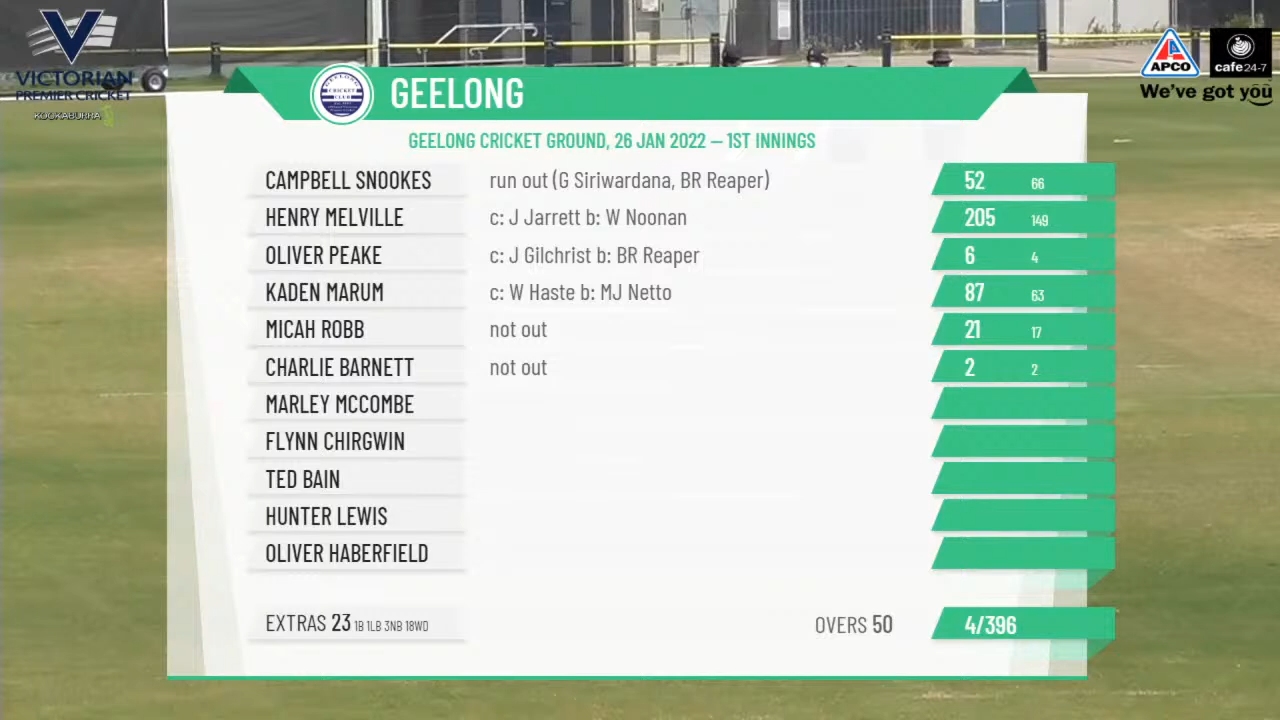 VICTORIAN
PREMIER CRICKET
KOOKABURRA
APCO
cafe24-7
We've got you
GEELONG
GEELONG CRICKET GROUND, 26 JAN 2022 – 1ST INNINGS
CAMPBELL SNOOKES run out (G Siriwardana, BR Reaper) 52 66
HENRY MELVILLE c: J Jarrett b: W Noonan 205 149
OLIVER PEAKE c: J Gilchrist b: BR Reaper 6 4
KADEN MARUM c: W Haste b: MJ Netto 87 63
MICAH ROBB not out 21 17
CHARLIE BARNETT not out 2 2
MARLEY MCCOMBE
FLYNN CHIRGWIN
TED BAIN
HUNTER LEWIS
OLIVER HABERFIELD
EXTRAS 23 1B 1LB 3NB 18WD OVERS 50 4/396